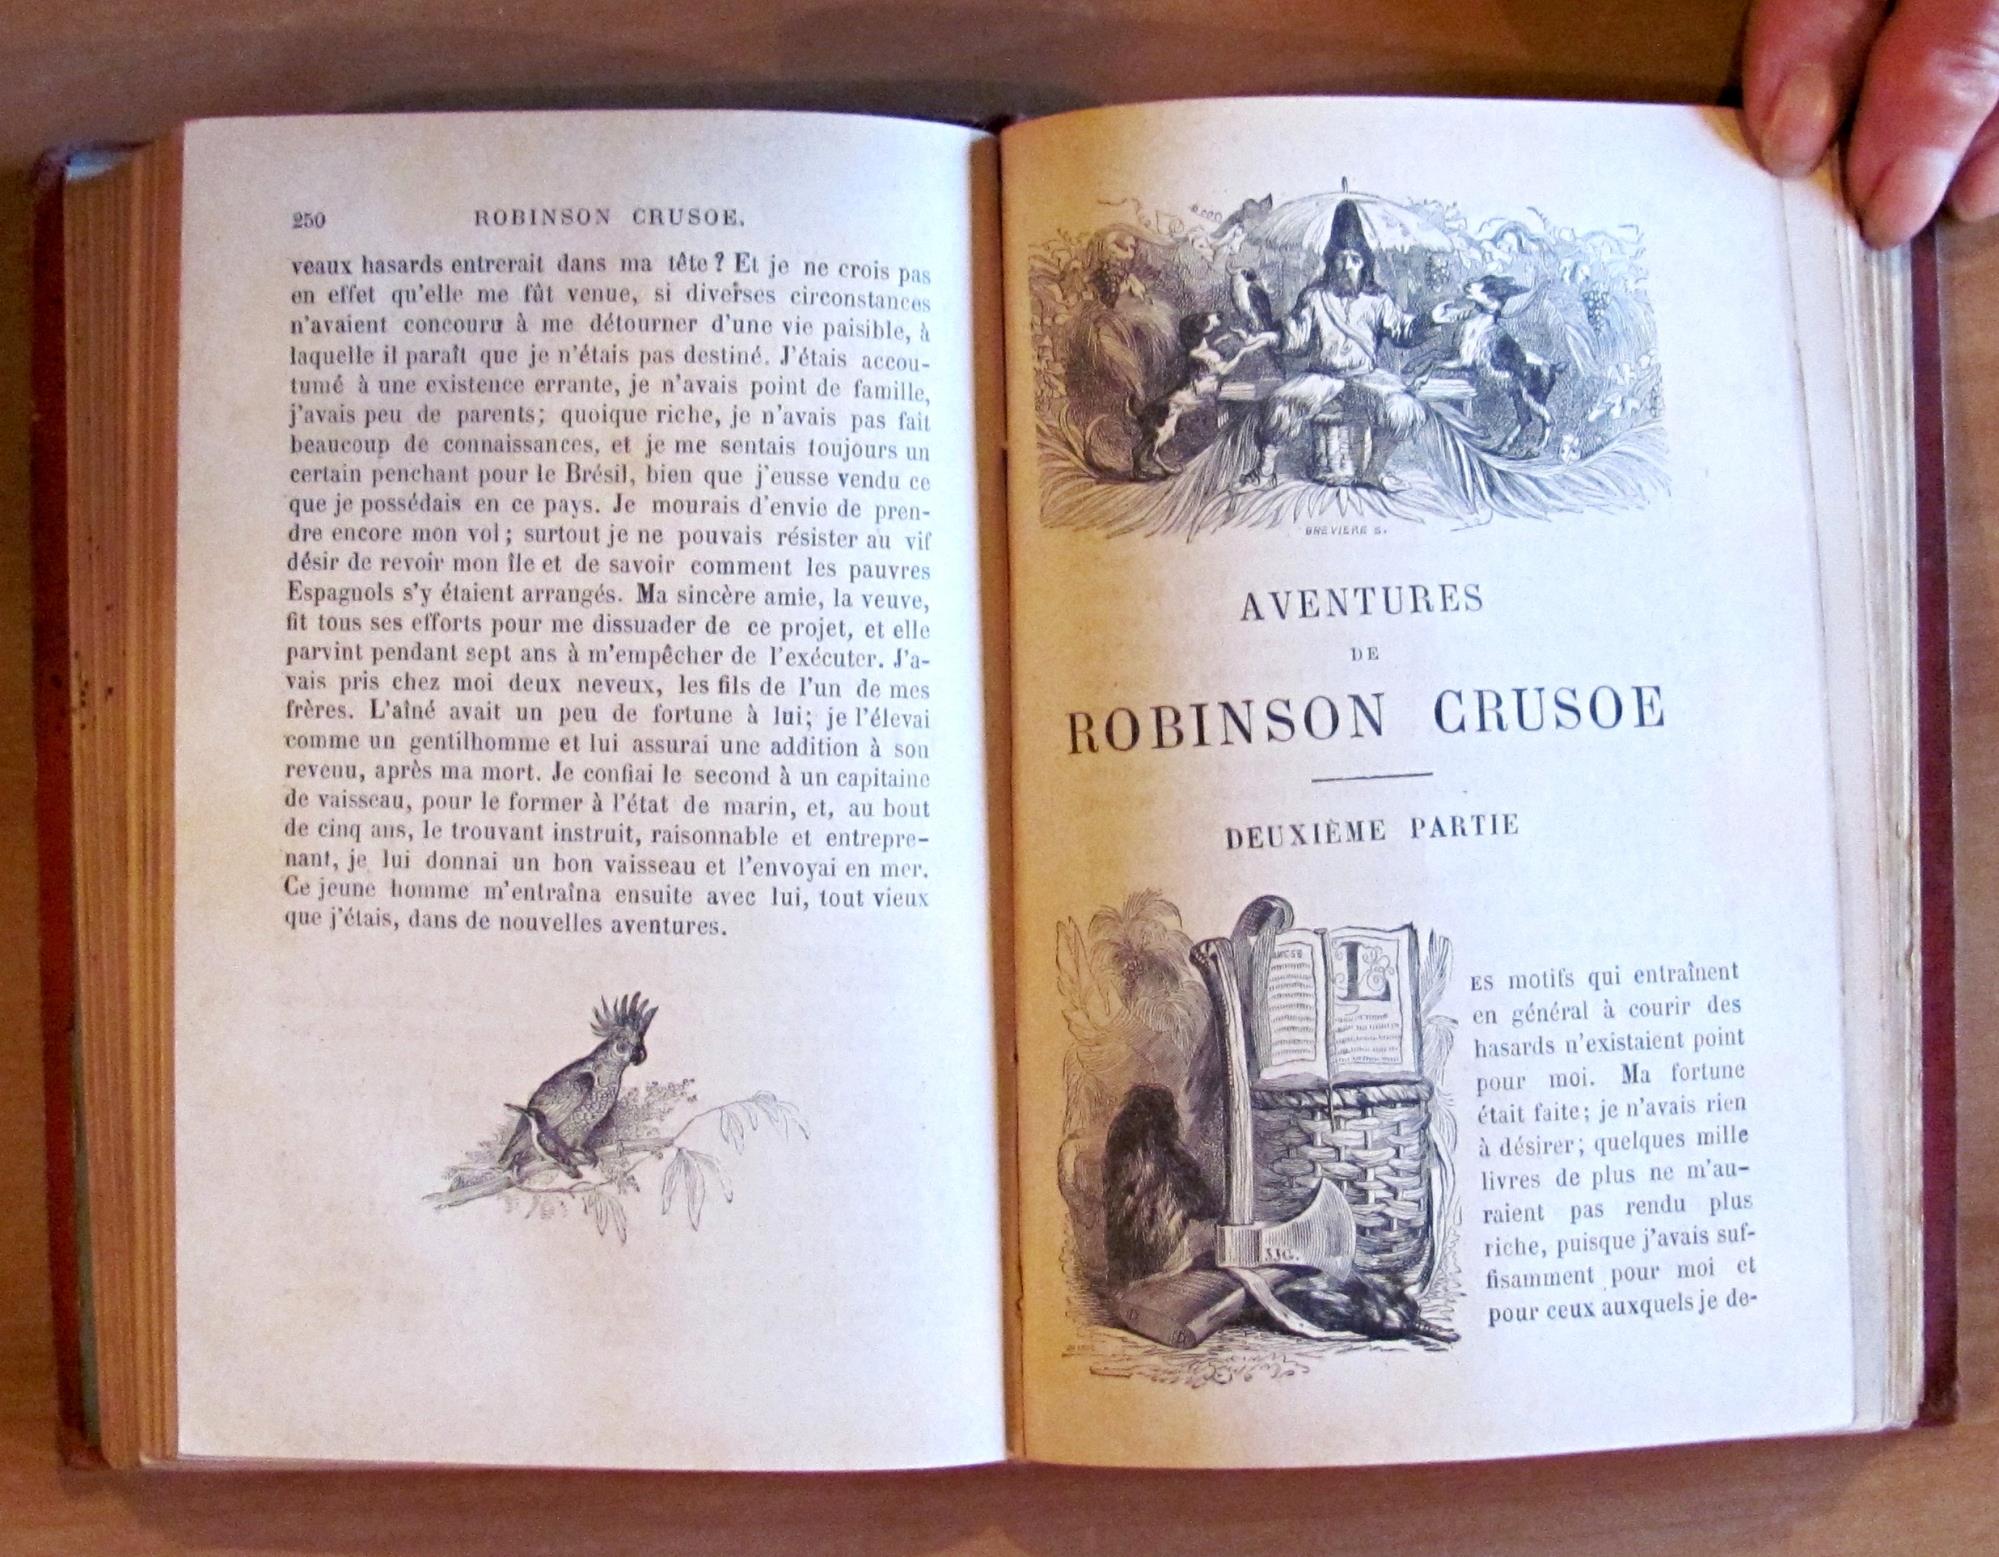 250 ROBINSON CRUSOE.
veaux hasards entrerait dans ma tête ? Et je ne crois pas
en effet qu'elle me fût venue, si diverses circonstances
n'avaient concouru à me détourner d'une vie paisible, à
laquelle il paraît que je n'étais pas destiné. J'étais accou-
tumé à une existence errante, je n'avais point de famille,
j'avais peu de parents; quoique riche, je n'avais pas fait
beaucoup de connaissances, et je me sentais toujours un
certain penchant pour le Brésil, bien que j'eusse vendu ce
que je possédais en ce pays. Je mourais d'envie de pren-
dre encore mon vol; surtout je ne pouvais résister au vif
désir de revoir mon île et de savoir comment les pauvres
Espagnols s'y étaient arrangés. Ma sincère amie, la veuve,
fit tous ses efforts pour me dissuader de ce projet, et elle
parvint pendant sept ans à m'empêcher de l'exécuter. J'a-
vais pris chez moi deux neveux, les fils de l'un de mes
frères. L'aîné avait un peu de fortune à lui; je l'élevai
comme un gentilhomme et lui assurai une addition à son
revenu, après ma mort. Je confiai le second à un capitaine
de vaisseau, pour le former à l'état de marin, et, au bout
de cinq ans, le trouvant instruit, raisonnable et entrepre-
nant, je lui donnai un bon vaisseau et l'envoyai en mer.
Ce jeune homme m'entraîna ensuite avec lui, tout vieux
que j'étais, dans de nouvelles aventures.
BREVIERE S.
AVENTURES
DE
ROBINSON CRUSOE
DEUXIÈME PARTIE
L
JJG.
ES motifs qui entraînent
en général à courir des
hasards n'existaient point
pour moi. Ma fortune
était faite; je n'avais rien
à désirer; quelques mille
livres de plus ne m'au-
raient pas rendu plus
riche, puisque j'avais suf-
fisamment pour moi et
pour ceux auxquels je de-